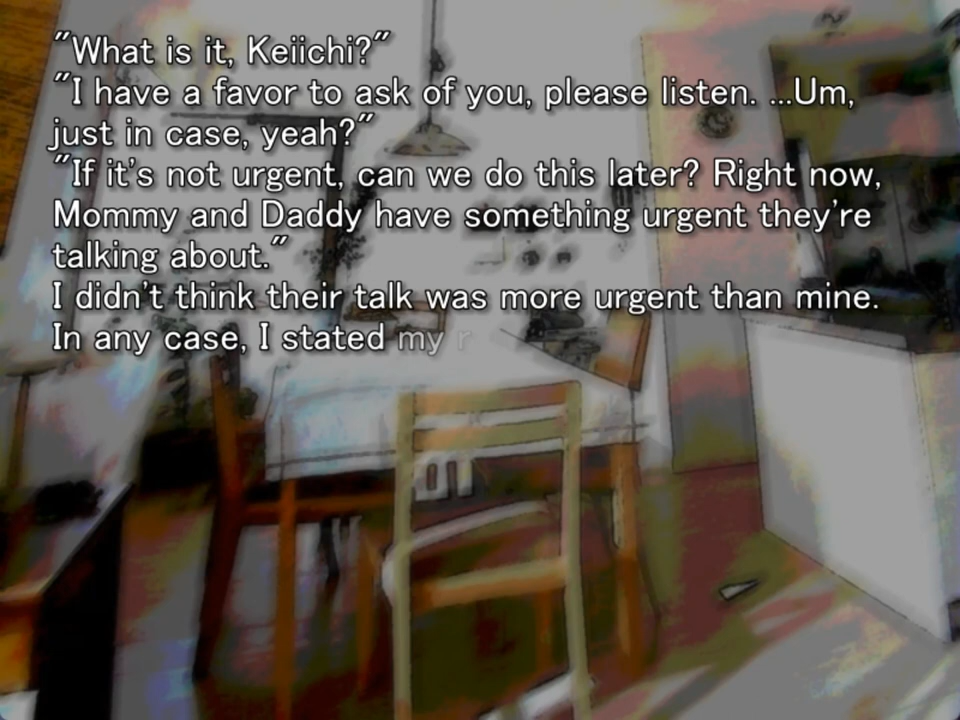 "What is it, Keiichi?"
"I have a favor to ask of you, please listen. ...Um,
just in case, yeah?"
"If it's not urgent, can we do this later? Right now,
Mommy and Daddy have something urgent they're
talking about."
I didn't think their talk was more urgent than mine.
In any case, I stated my r